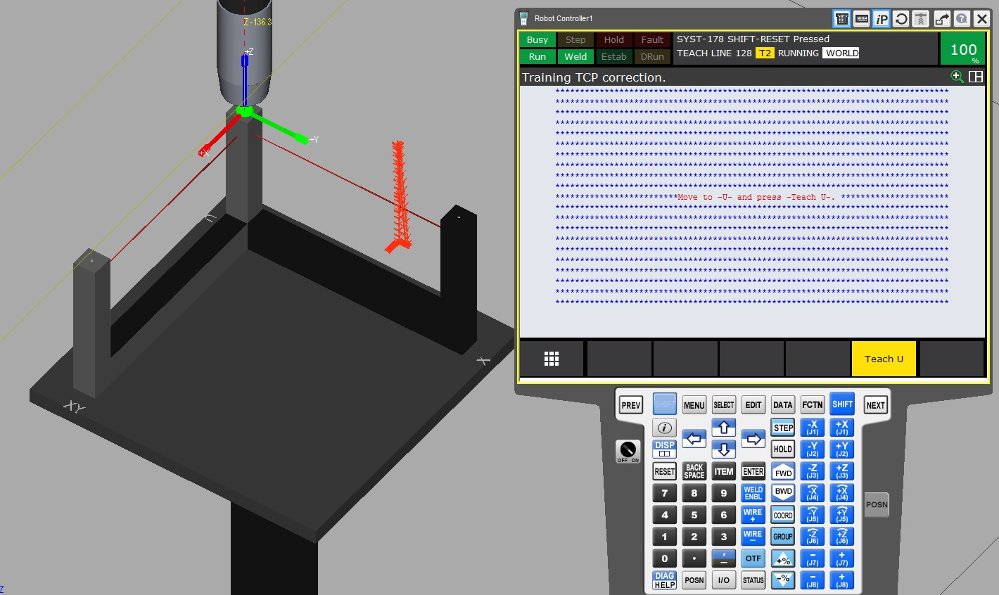 Z -136.3
+Z
+X
+Y
U
X
XY
Z
Robot Controller1
iP
Busy Step Hold Fault
Run Weld Estab DRun
SYST-178 SHIFT-RESET Pressed
TEACH LINE 128 T2 RUNNING WORLD
100 %
Training TCP correction.
Move to -U- and press -Teach U-.
Teach U
PREV SHIFT MENU SELECT EDIT DATA FCTN SHIFT NEXT
i STEP -X (J1) +X (J1)
OFF ON DISP HOLD -Y (J2) +Y (J2)
RESET BACK SPACE ITEM ENTER FWD -Z (J3) +Z (J3)
7 8 9 WELD ENBL BWD -X (J4) +X (J4)
POSN
4 5 6 WIRE + COORD -Y (J5) +Y (J5)
1 2 3 WIRE - GROUP -Z (J6) +Z (J6)
0 . , - OTF +% - (J7) + (J7)
DIAG HELP POSN I/O STATUS -% - (J8) + (J8)